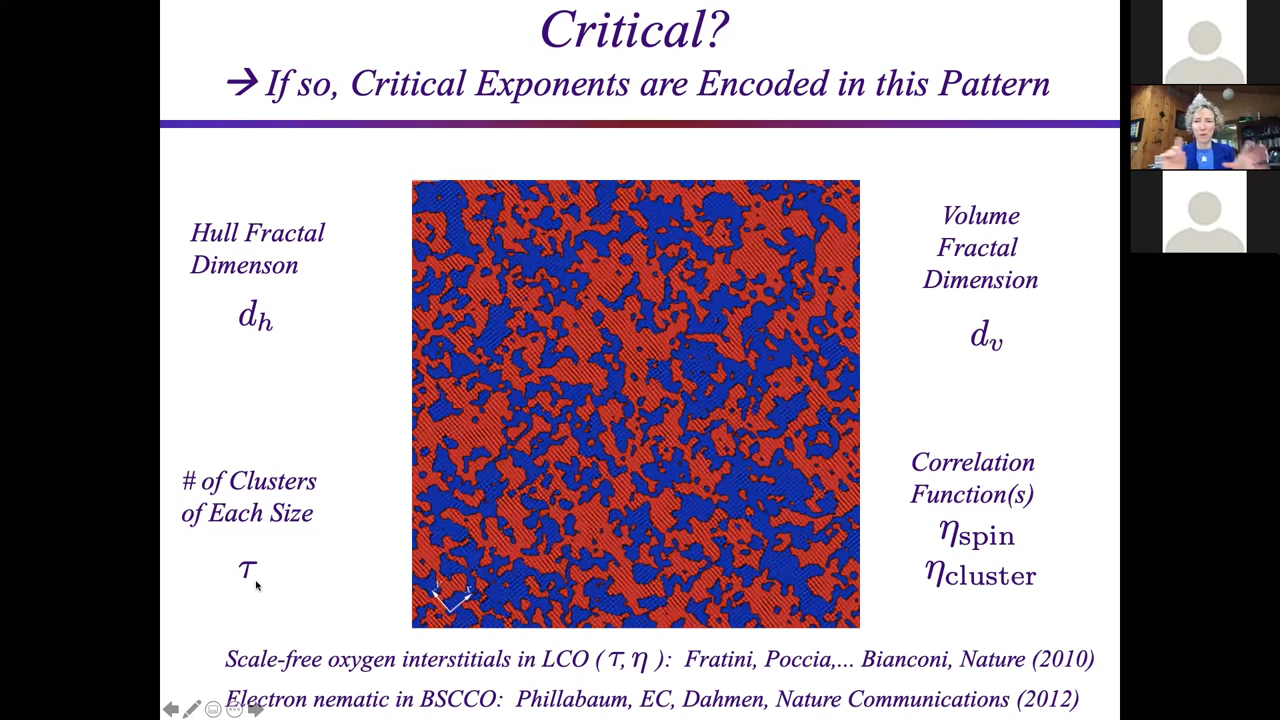 Critical?
→ If so, Critical Exponents are Encoded in this Pattern
Hull Fractal
Dimenson
d_h
Volume
Fractal
Dimension
d_v
# of Clusters
of Each Size
τ
Correlation
Function(s)
η_spin
η_cluster
Scale-free oxygen interstitials in LCO ( τ, η ): Fratini, Poccia,... Bianconi, Nature (2010)
Electron nematic in BSCCO: Phillabaum, EC, Dahmen, Nature Communications (2012)